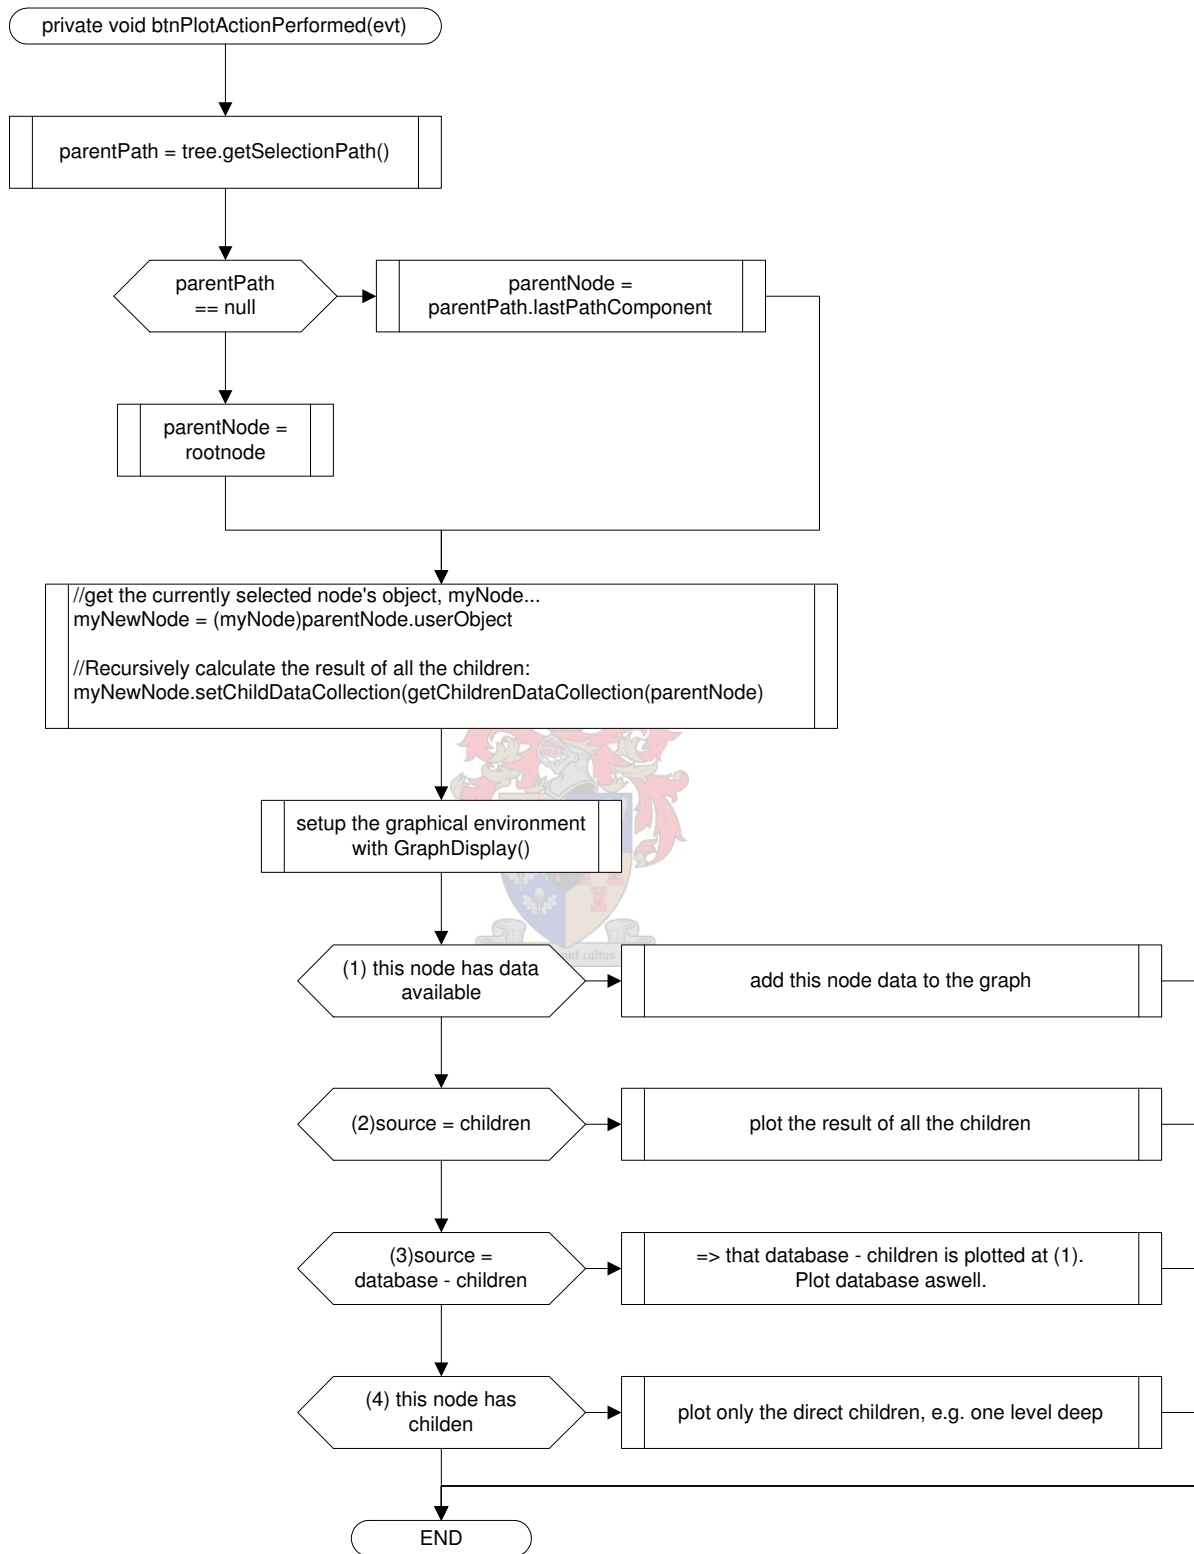 private void btnPlotActionPerformed(evt)
parentPath = tree.getSelectionPath()
parentPath
== null
parentNode =
parentPath.lastPathComponent
parentNode =
rootnode
//get the currently selected node's object, myNode...
myNewNode = (myNode)parentNode.userObject
//Recursively calculate the result of all the children:
myNewNode.setChildDataCollection(getChildrenDataCollection(parentNode)
setup the graphical environment
with GraphDisplay()
cultus
(1) this node has data
available
add this node data to the graph
(2)source = children
plot the result of all the children
(3)source =
database - children
=> that database - children is plotted at (1).
Plot database aswell.
(4) this node has
childen
plot only the direct children, e.g. one level deep
END